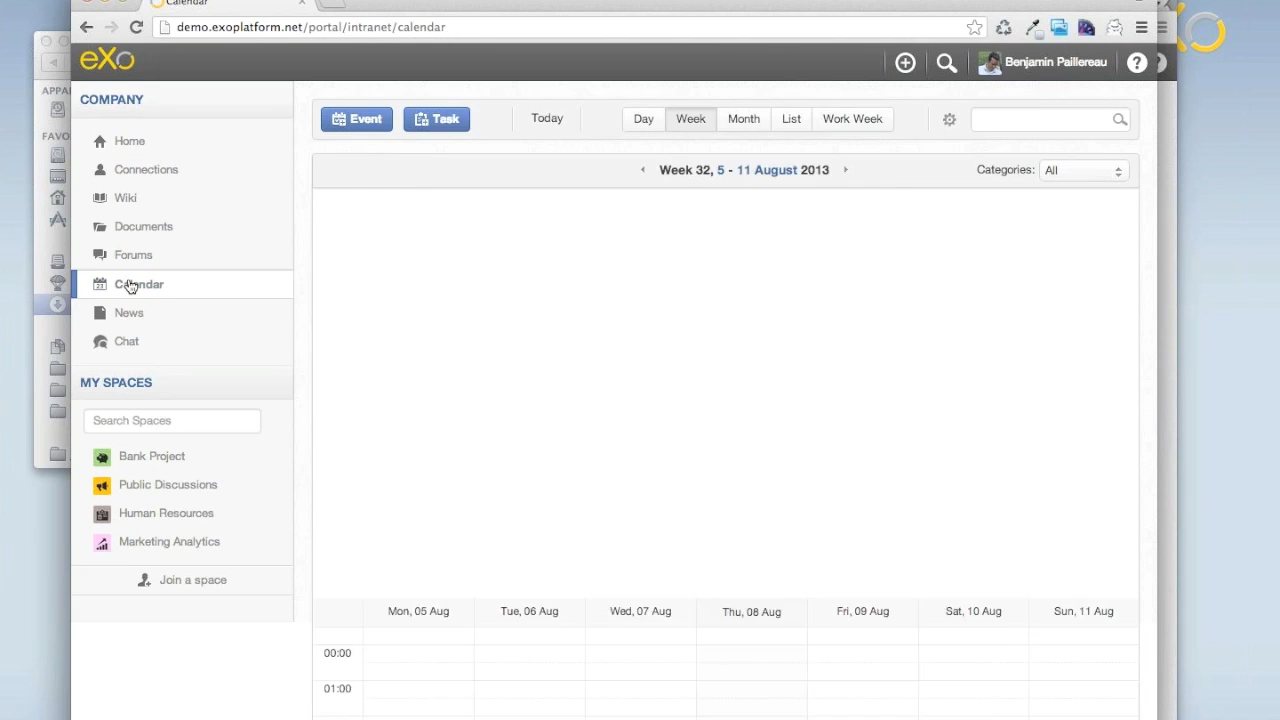 Calendar
demo.exoplatform.net/portal/intranet/calendar
eXo
Benjamin Paillereau
?
APPA
FAVO
COMPANY
Home
Connections
Wiki
Documents
Forums
Calendar
News
Chat
MY SPACES
Search Spaces
Bank Project
Public Discussions
Human Resources
Marketing Analytics
Join a space
Event
Task
Today
Day
Week
Month
List
Work Week
Week 32, 5 - 11 August 2013
Categories: All
Mon, 05 Aug
Tue, 06 Aug
Wed, 07 Aug
Thu, 08 Aug
Fri, 09 Aug
Sat, 10 Aug
Sun, 11 Aug
00:00
01:00